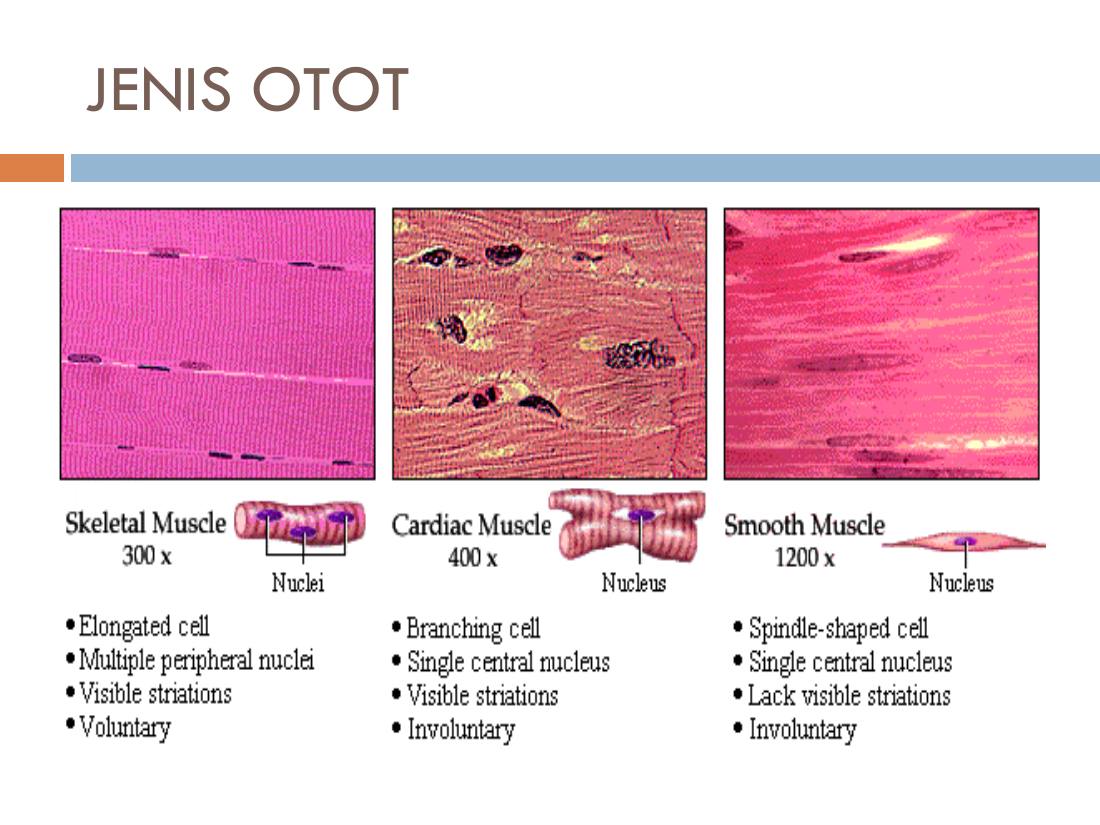 JENIS OTOT
Skeletal Muscle
300 x
Nuclei
• Elongated cell
• Multiple peripheral nuclei
• Visible striations
• Voluntary
Cardiac Muscle
400 x
Nucleus
• Branching cell
• Single central nucleus
• Visible striations
• Involuntary
Smooth Muscle
1200 x
Nucleus
• Spindle-shaped cell
• Single central nucleus
• Lack visible striations
• Involuntary